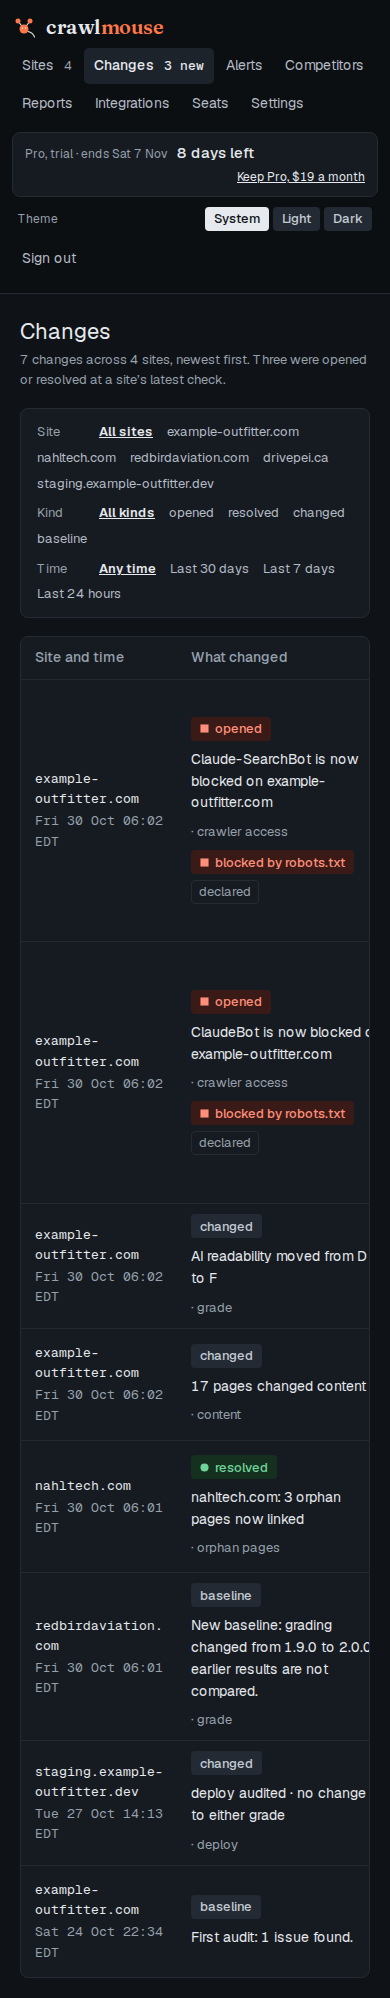 crawlmouse
Sites 4 Changes 3 new Alerts Competitors
Reports Integrations Seats Settings
Pro, trial · ends Sat 7 Nov 8 days left
Keep Pro, $19 a month
Theme System Light Dark
Sign out
Changes
7 changes across 4 sites, newest first. Three were opened
or resolved at a site's latest check.
Site All sites example-outfitter.com
nahltech.com redbirdaviation.com drivepei.ca
staging.example-outfitter.dev
Kind All kinds opened resolved changed
baseline
Time Any time Last 30 days Last 7 days
Last 24 hours
Site and time What changed
example-
outfitter.com
Fri 30 Oct 06:02
EDT
opened
Claude-SearchBot is now
blocked on example-
outfitter.com
· crawler access
blocked by robots.txt
declared
example-
outfitter.com
Fri 30 Oct 06:02
EDT
opened
ClaudeBot is now blocked
example-outfitter.com
· crawler access
blocked by robots.txt
declared
example-
outfitter.com
Fri 30 Oct 06:02
EDT
changed
AI readability moved from D
to F
· grade
example-
outfitter.com
Fri 30 Oct 06:02
EDT
changed
17 pages changed content
· content
nahltech.com
Fri 30 Oct 06:01
EDT
resolved
nahltech.com: 3 orphan
pages now linked
· orphan pages
redbirdaviation.
com
Fri 30 Oct 06:01
EDT
baseline
New baseline: grading
changed from 1.9.0 to 2.0.0
earlier results are not
compared.
· grade
staging.example-
outfitter.dev
Tue 27 Oct 14:13
EDT
changed
deploy audited · no change
to either grade
· deploy
example-
outfitter.com
Sat 24 Oct 22:34
EDT
baseline
First audit: 1 issue found.